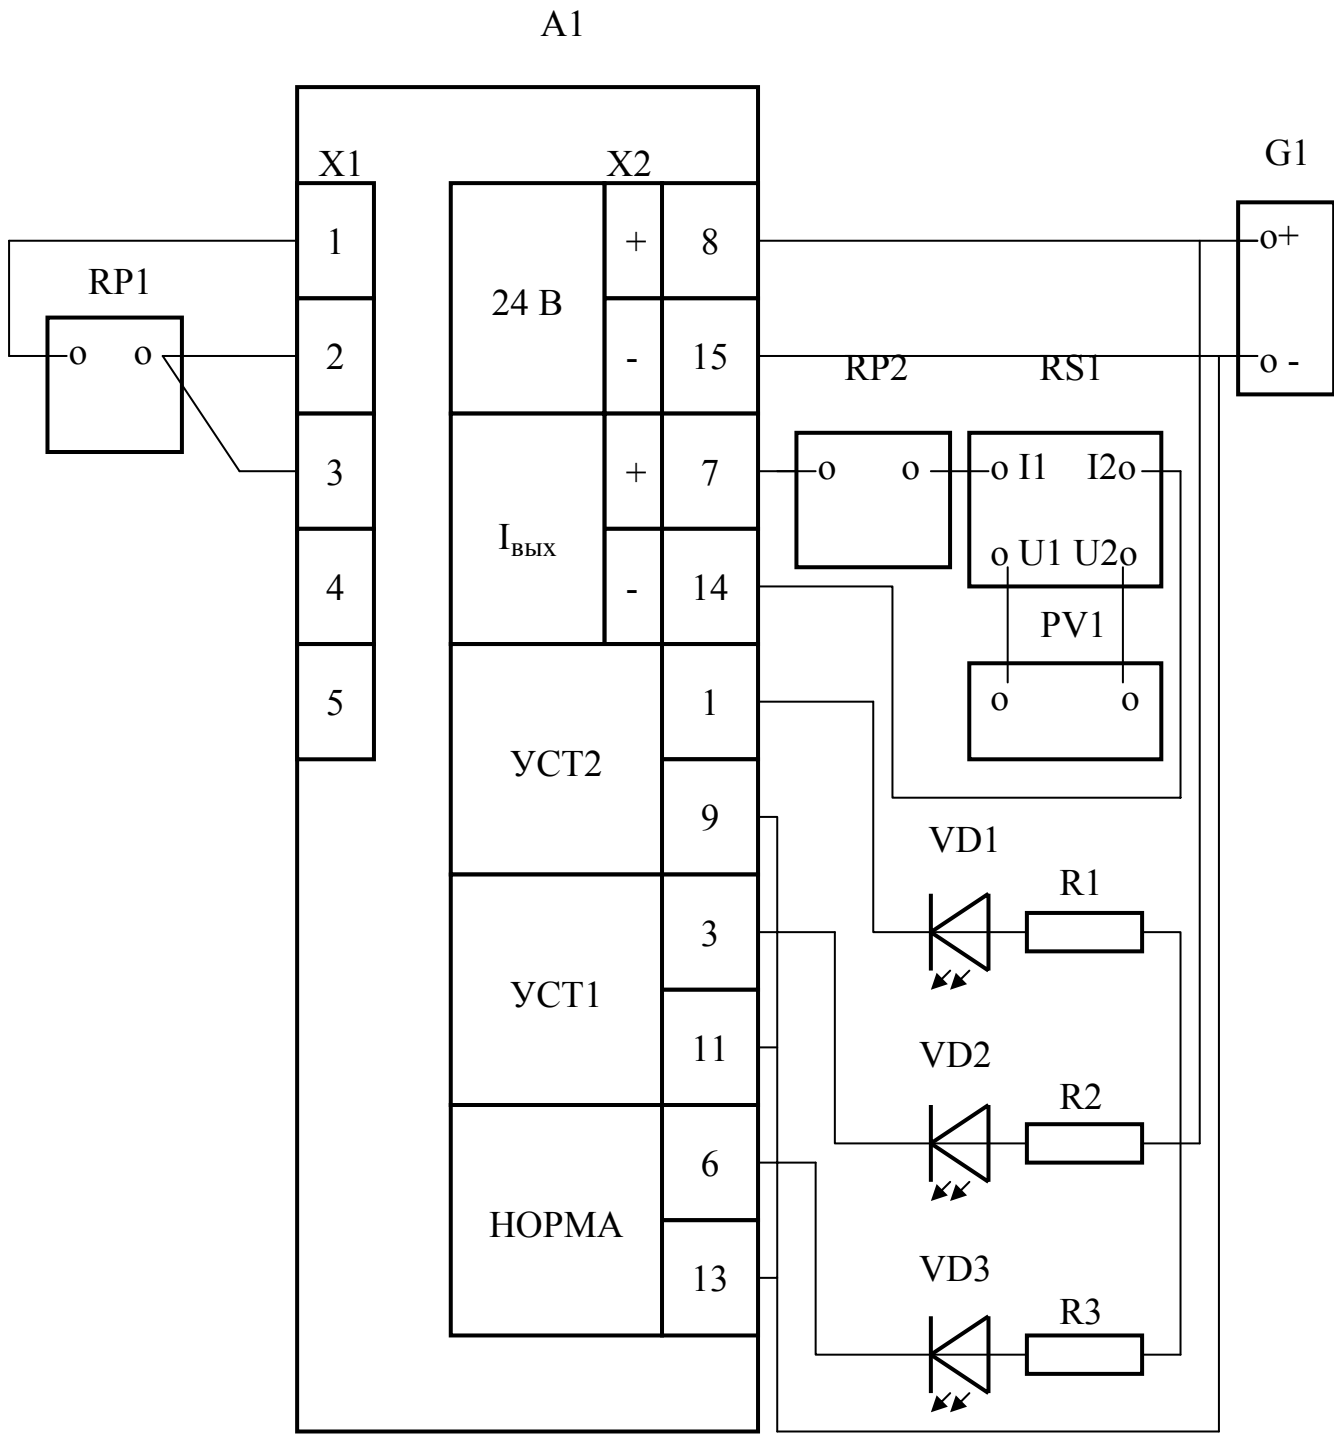 A1
X1
X2
G1
1
+
8
o+
RP1
24 В
o
o
2
-
15
o -
RP2
RS1
3
+
7
o
o
o I1
I2o
Iвых
o U1
U2o
4
-
14
PV1
5
1
o
o
УСТ2
9
VD1
R1
3
УСТ1
11
VD2
R2
6
НОРМА
13
VD3
R3